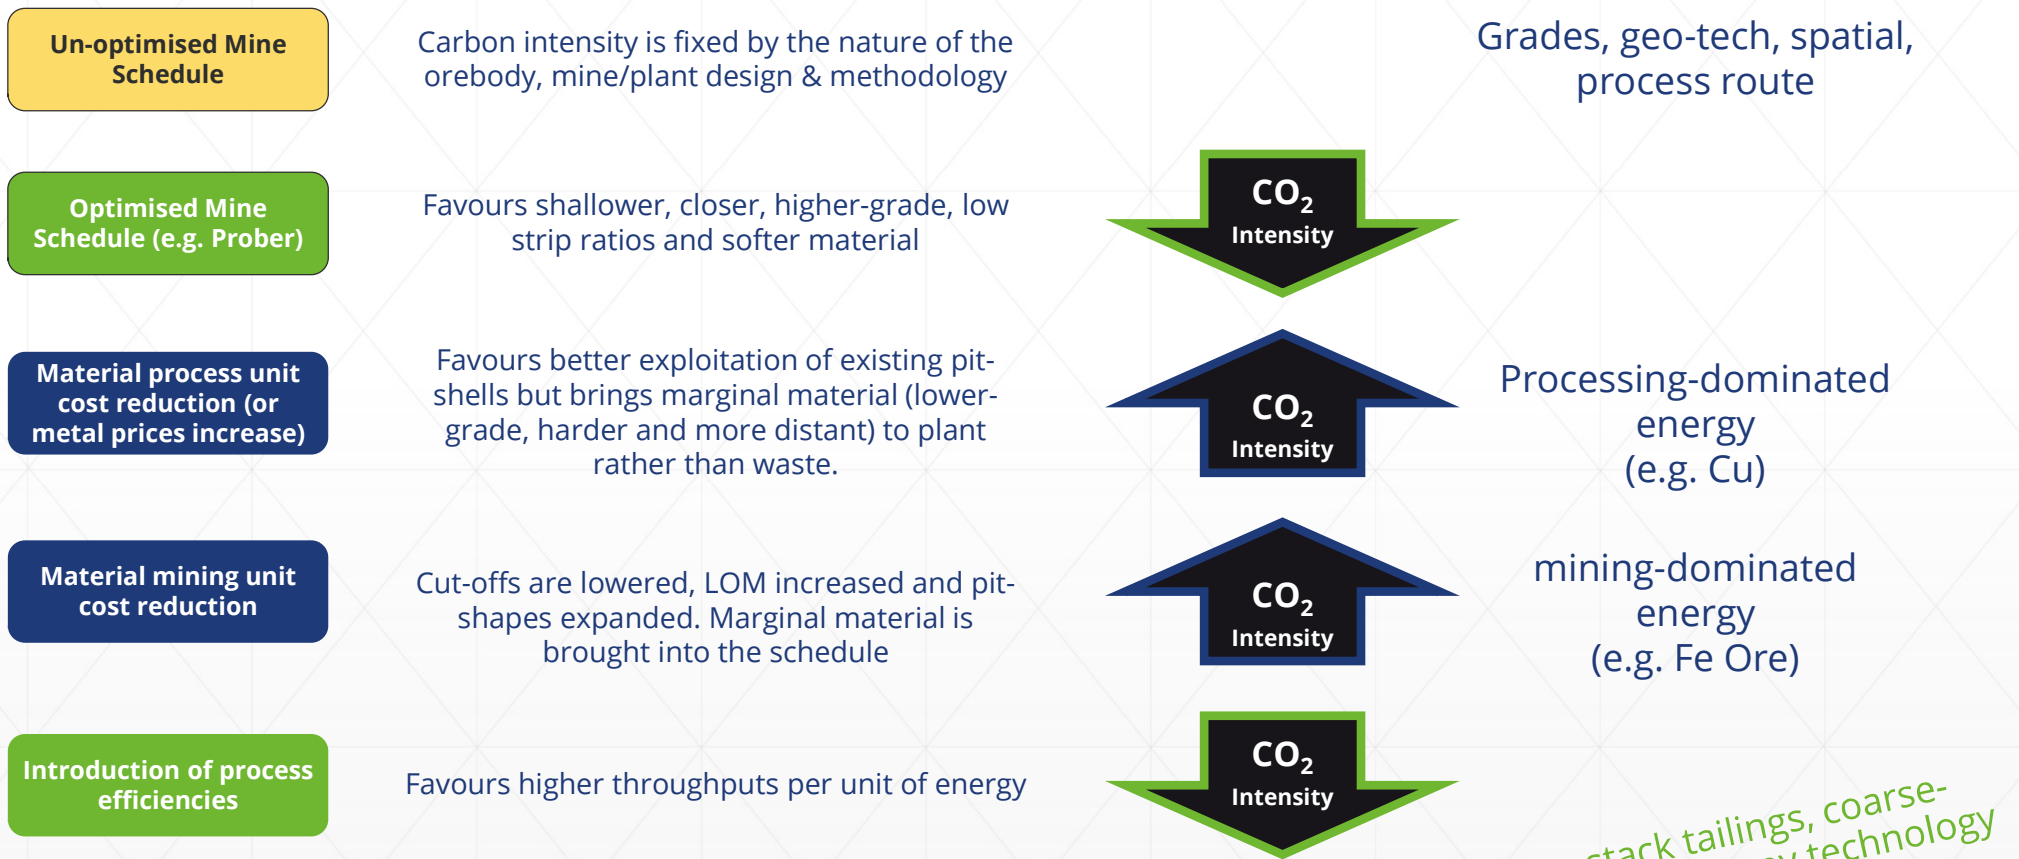 Un-optimised Mine
Schedule
Carbon intensity is fixed by the nature of the
orebody, mine/plant design & methodology
Grades, geo-tech, spatial,
process route
Optimised Mine
Schedule (e.g. Prober)
Favours shallower, closer, higher-grade, low
strip ratios and softer material
CO₂
Intensity
Material process unit
cost reduction (or
metal prices increase)
Favours better exploitation of existing pit-
shells but brings marginal material (lower-
grade, harder and more distant) to plant
rather than waste.
CO₂
Intensity
Processing-dominated
energy
(e.g. Cu)
Material mining unit
cost reduction
Cut-offs are lowered, LOM increased and pit-
shapes expanded. Marginal material is
brought into the schedule
CO₂
Intensity
mining-dominated
energy
(e.g. Fe Ore)
Introduction of process
efficiencies
Favours higher throughputs per unit of energy
CO₂
Intensity
tailings, coarse-
technology